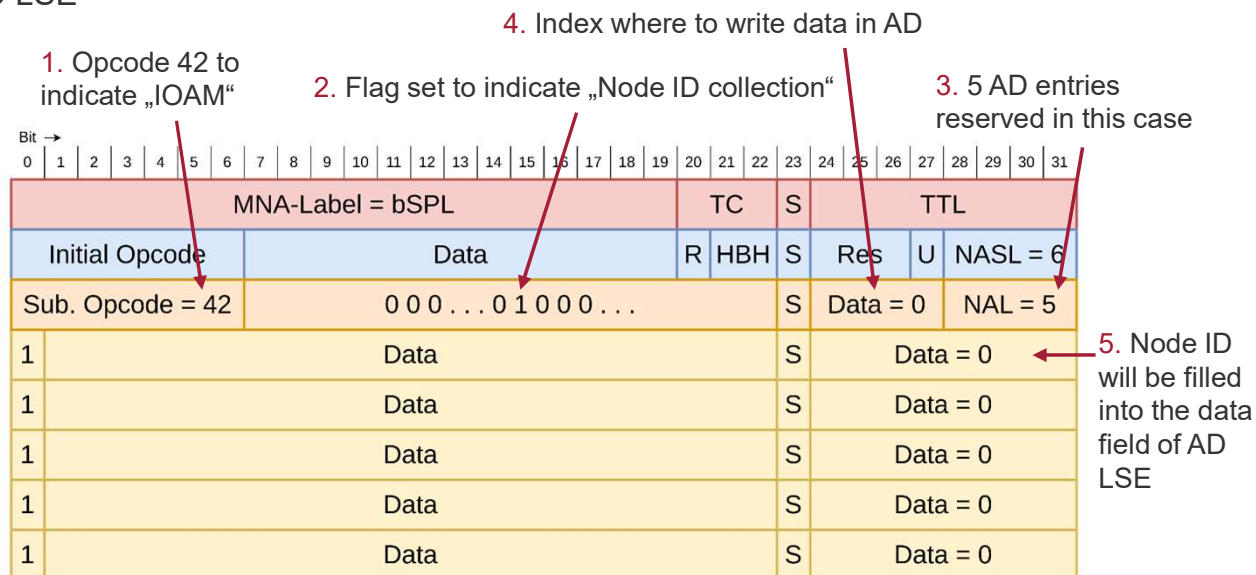 4. Index where to write data in AD
1. Opcode 42 to
indicate „IOAM“
2. Flag set to indicate „Node ID collection“
3. 5 AD entries
reserved in this case
Bit →
0 1 2 3 4 5 6 7 8 9 10 11 12 13 14 15 16 17 18 19 20 21 22 23 24 25 26 27 28 29 30 31
MNA-Label = bSPL TC S TTL
Initial Opcode Data R HBH S Res U NASL = 6
Sub. Opcode = 42 0 0 0 . . . 0 1 0 0 0 . . . S Data = 0 NAL = 5
1 Data S Data = 0
1 Data S Data = 0
1 Data S Data = 0
1 Data S Data = 0
1 Data S Data = 0
5. Node ID
will be filled
into the data
field of AD
LSE